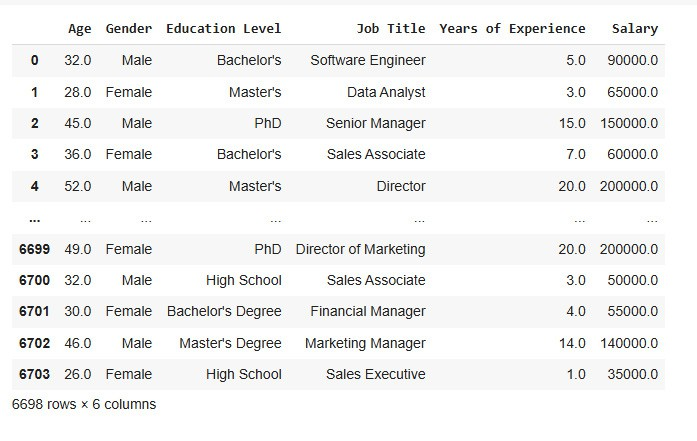 Age Gender Education Level Job Title Years of Experience Salary
0 32.0 Male Bachelor's Software Engineer 5.0 90000.0
1 28.0 Female Master's Data Analyst 3.0 65000.0
2 45.0 Male PhD Senior Manager 15.0 150000.0
3 36.0 Female Bachelor's Sales Associate 7.0 60000.0
4 52.0 Male Master's Director 20.0 200000.0
... ... ... ... ... ... ...
6699 49.0 Female PhD Director of Marketing 20.0 200000.0
6700 32.0 Male High School Sales Associate 3.0 50000.0
6701 30.0 Female Bachelor's Degree Financial Manager 4.0 55000.0
6702 46.0 Male Master's Degree Marketing Manager 14.0 140000.0
6703 26.0 Female High School Sales Executive 1.0 35000.0
6698 rows × 6 columns